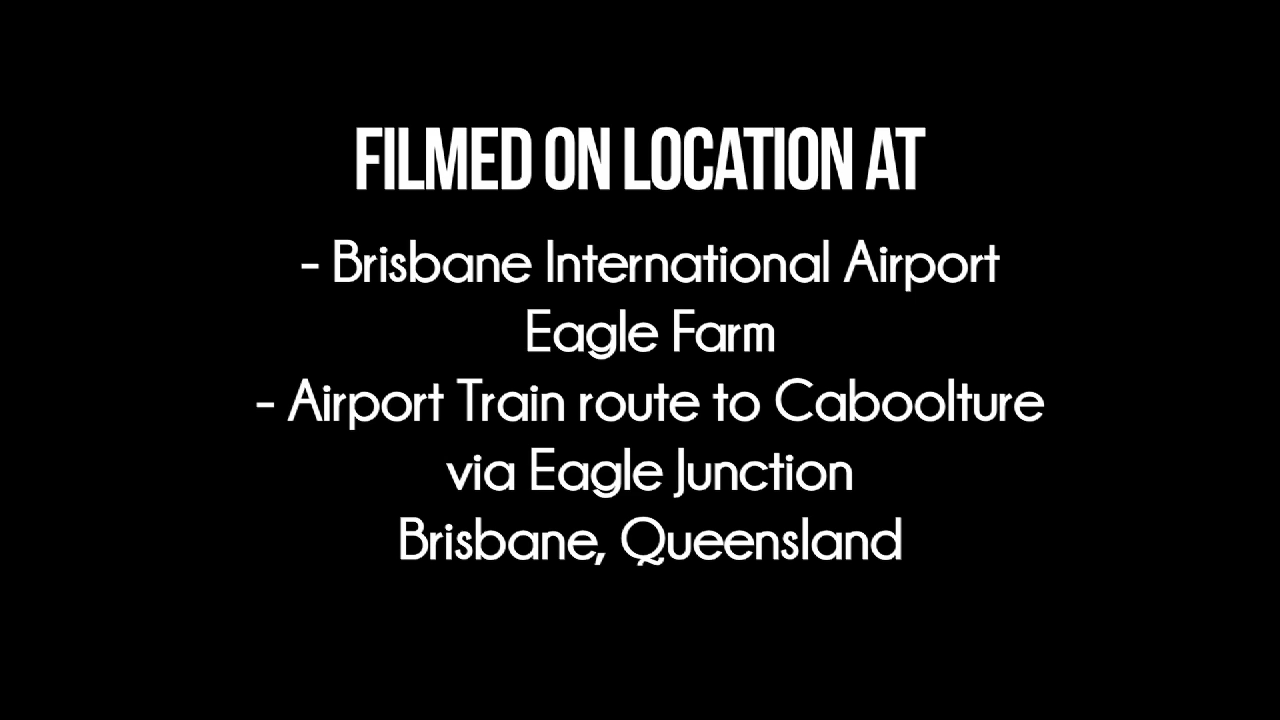 FILMED ON LOCATION AT
- Brisbane International Airport
Eagle Farm
- Airport Train route to Caboolture
via Eagle Junction
Brisbane, Queensland